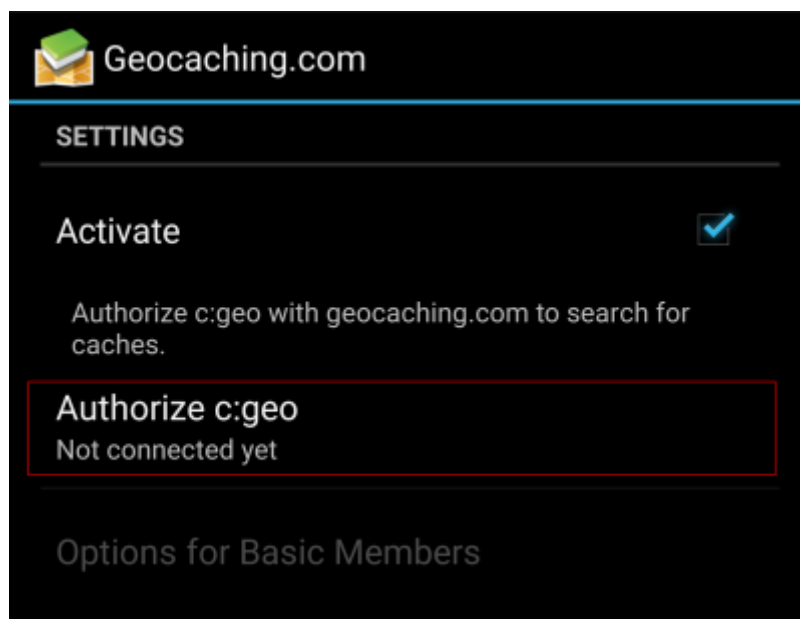 Geocaching.com
SETTINGS
Activate
Authorize c:geo with geocaching.com to search for
caches.
Authorize c:geo
Not connected yet
Options for Basic Members